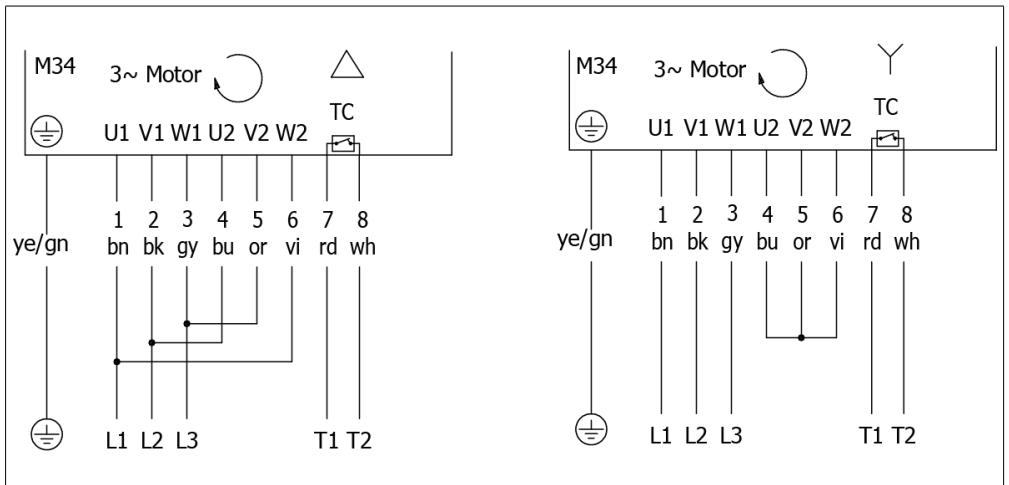 M34
3~ Motor
TC
U1 V1 W1 U2 V2 W2
1 2 3 4 5 6 7 8
ye/gn bn bk gy bu or vi rd wh
L1 L2 L3 T1 T2
M34
3~ Motor
TC
U1 V1 W1 U2 V2 W2
1 2 3 4 5 6 7 8
ye/gn bn bk gy bu or vi rd wh
L1 L2 L3 T1 T2